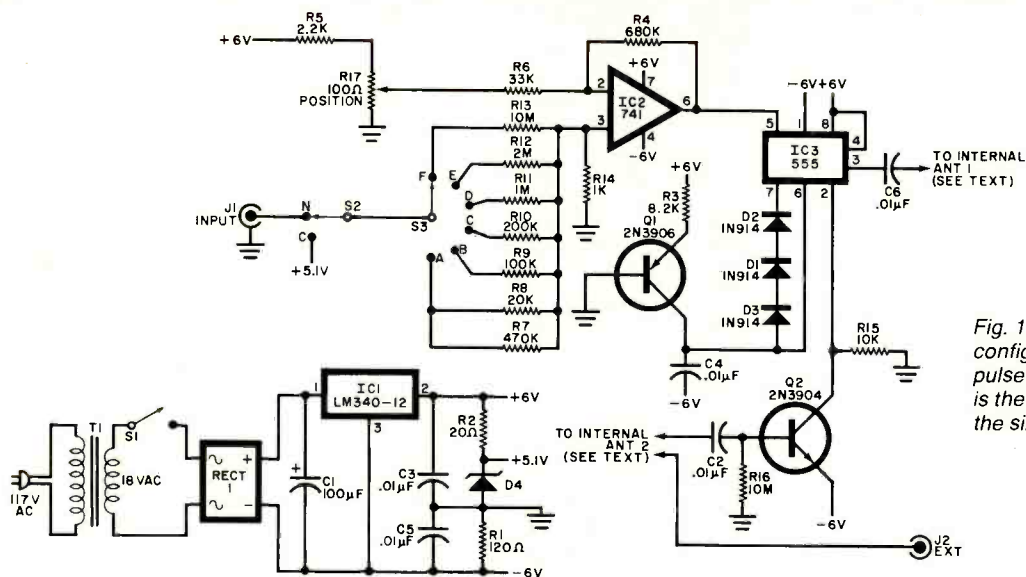 R5
2.2K
+6V
R17
100Ω
POSITION
R4
680K
R6
33K
2
+6V
7
IC2
741
6
3
4
-6V
R13
10M
R12
2M
R11
1M
R10
200K
R9
100K
R8
20K
R7
470K
R14
1K
J1
INPUT
N
S2
C
+5.1V
F
S3
E
D
C
B
A
-6V +6V
5
1
8
4
IC3
555
3
7
6
2
C6
.01µF
TO INTERNAL
ANT 1
(SEE TEXT)
+6V
R3
8.2K
Q1
2N3906
D2
1N914
D1
1N914
D3
1N914
C4
.01µF
-6V
R15
10K
Q2
2N3904
TO INTERNAL
ANT 2
(SEE TEXT)
C2
.01µF
R16
10M
-6V
J2
EXT
117V
AC
T1
S1
18VAC
RECT
1
+
-
+
C1
100µF
1
IC1
LM340-12
2
3
+6V
R2
20Ω
+5.1V
C3
.01µF
D4
C5
.01µF
R1
120Ω
-6V
Fig. 1
config
pulse
is the
the si